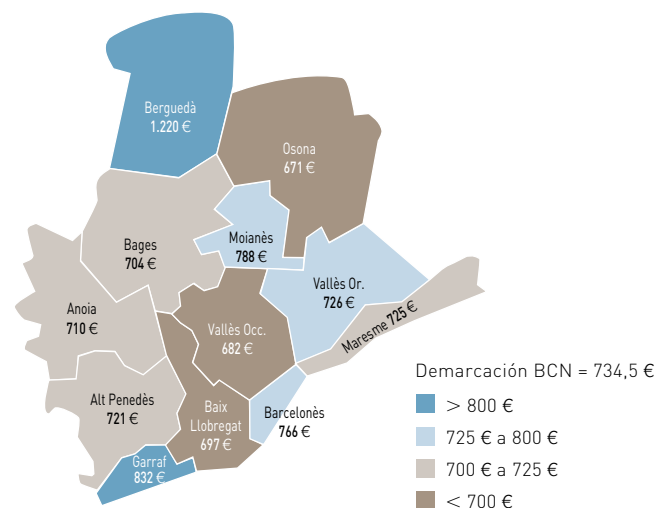 Berguedà
1.220 €
Osona
671 €
Moianès
788 €
Bages
704 €
Vallès Or.
726 €
Maresme 725 €
Anoia
710 €
Vallès Occ.
682 €
Alt Penedès
721 €
Baix
Llobregat
697 €
Barcelonès
766 €
Garraf
832 €
Demarcación BCN = 734,5 €
> 800 €
725 € a 800 €
700 € a 725 €
< 700 €